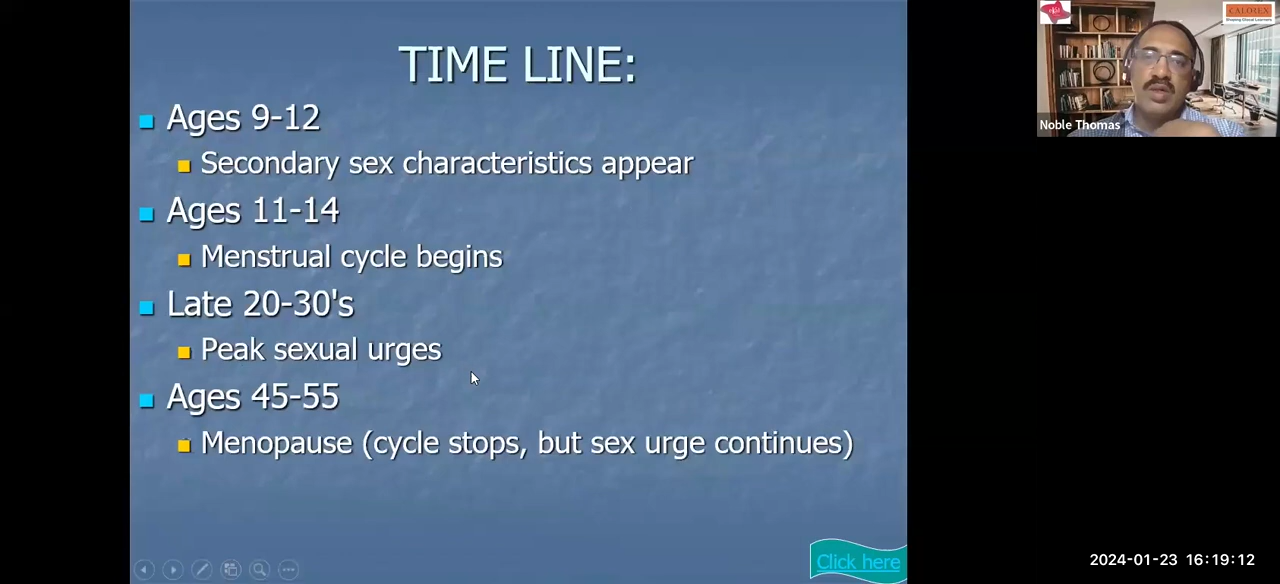 TIME LINE:
Ages 9-12
Secondary sex characteristics appear
Ages 11-14
Menstrual cycle begins
Late 20-30's
Peak sexual urges
Ages 45-55
Menopause (cycle stops, but sex urge continues)
Click here
CALOREX
Noble Thomas
2024-01-23 16:19:12